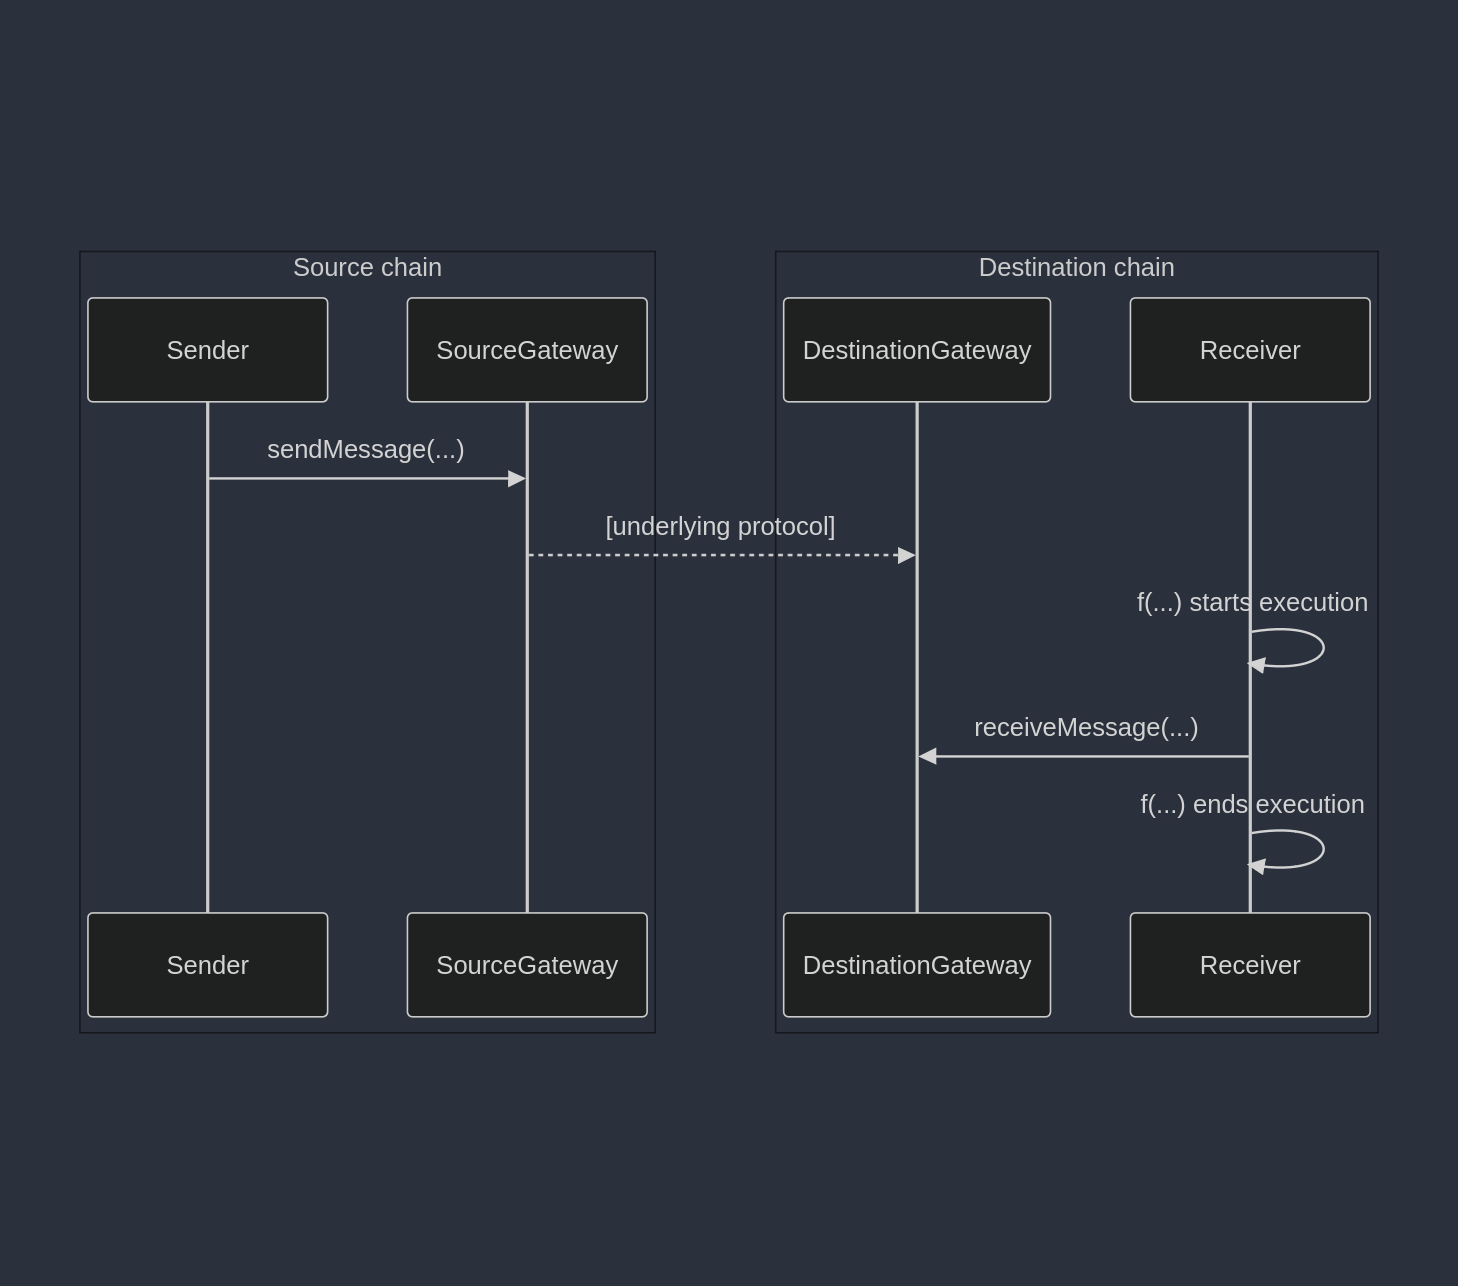 Source chain
Destination chain
Sender
SourceGateway
DestinationGateway
Receiver
sendMessage(...)
[underlying protocol]
f(...) starts execution
receiveMessage(...)
f(...) ends execution
Sender
SourceGateway
DestinationGateway
Receiver